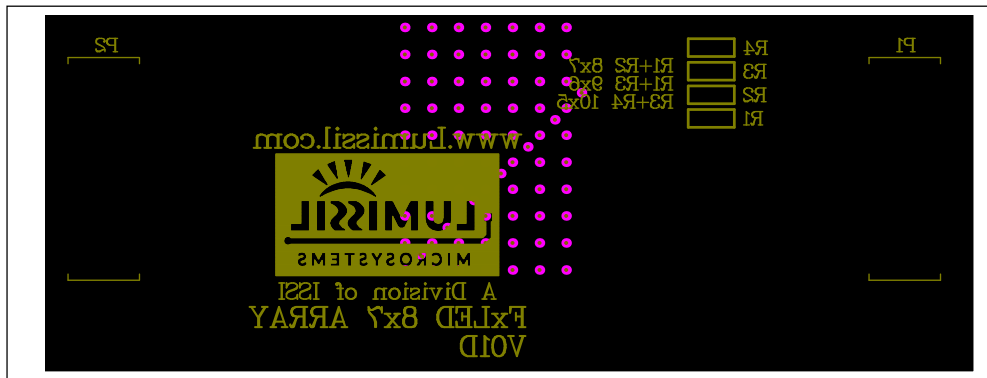 P2
P1
R4
R1+R2 8x7
R3
R1+R3 9x6
R2
R3+R4 10x5
R1
www.Lumissil.com
LUMISSIL
MICROSYSTEMS
A Division of ISSI
FxLED 8x7 ARRAY
V01D